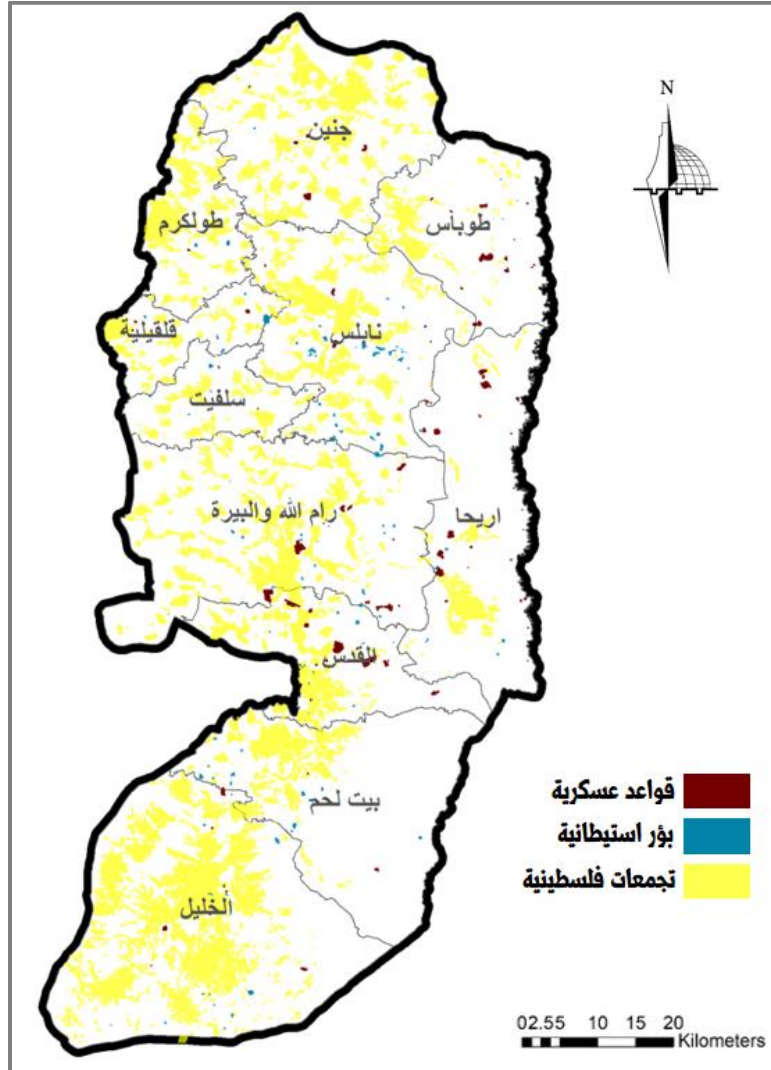 N
جنين
طوباس
طولكرم
نابلس
قلقيلية
سلفيت
رام الله والبيرة
اريحا
القدس
بيت لحم
الخليل
قواعد عسكرية
بؤر استيطانية
تجمعات فلسطينية
02.55 10 15 20
Kilometers